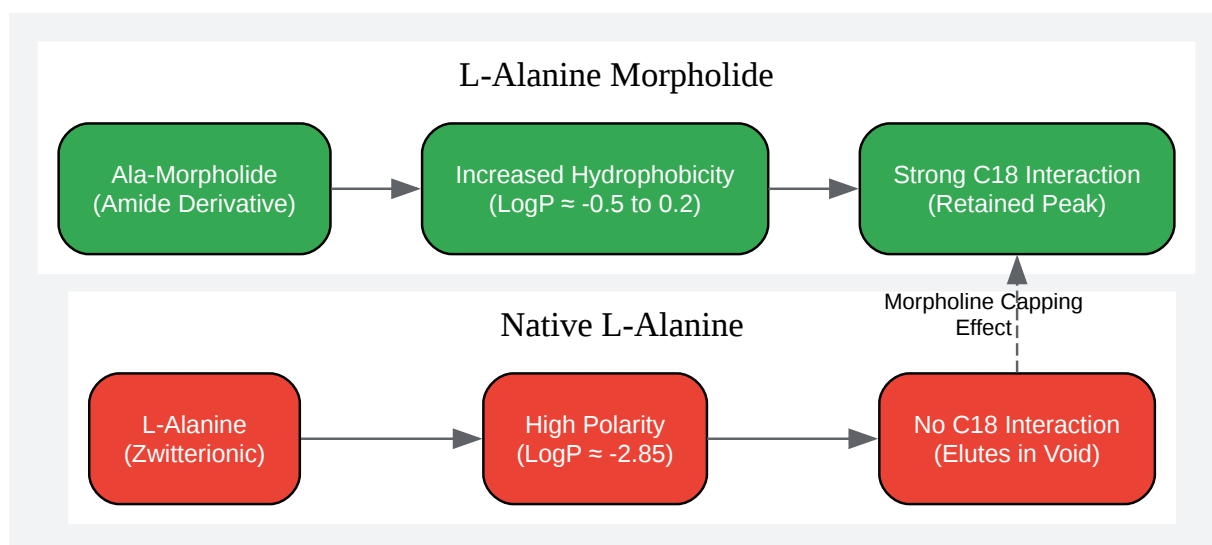 L-Alanine Morpholide
Ala-Morpholide
(Amide Derivative)
Increased Hydrophobicity
(LogP ≈ -0.5 to 0.2)
Strong C18 Interaction
(Retained Peak)
Morpholine Capping
Effect
Native L-Alanine
L-Alanine
(Zwitterionic)
High Polarity
(LogP ≈ -2.85)
No C18 Interaction
(Elutes in Void)